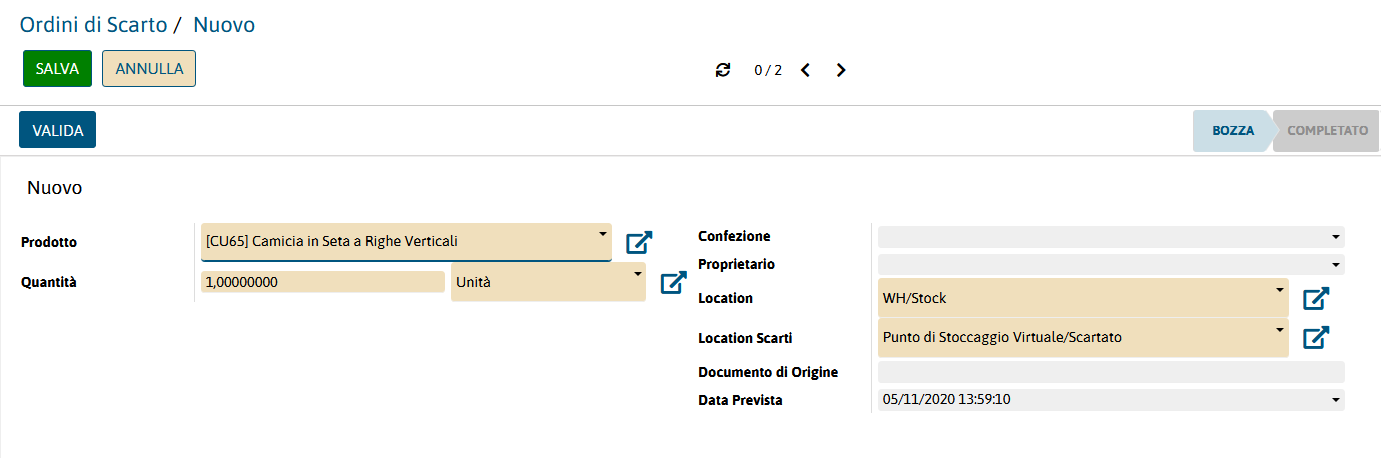 Ordini di Scarto / Nuovo
SALVA ANNULLA 0 / 2
VALIDA BOZZA COMPLETATO
Nuovo
Prodotto [CU65] Camicia in Seta a Righe Verticali
Quantità 1,00000000 Unità
Confezione
Proprietario
Location WH/Stock
Location Scarti Punto di Stoccaggio Virtuale/Scartato
Documento di Origine
Data Prevista 05/11/2020 13:59:10